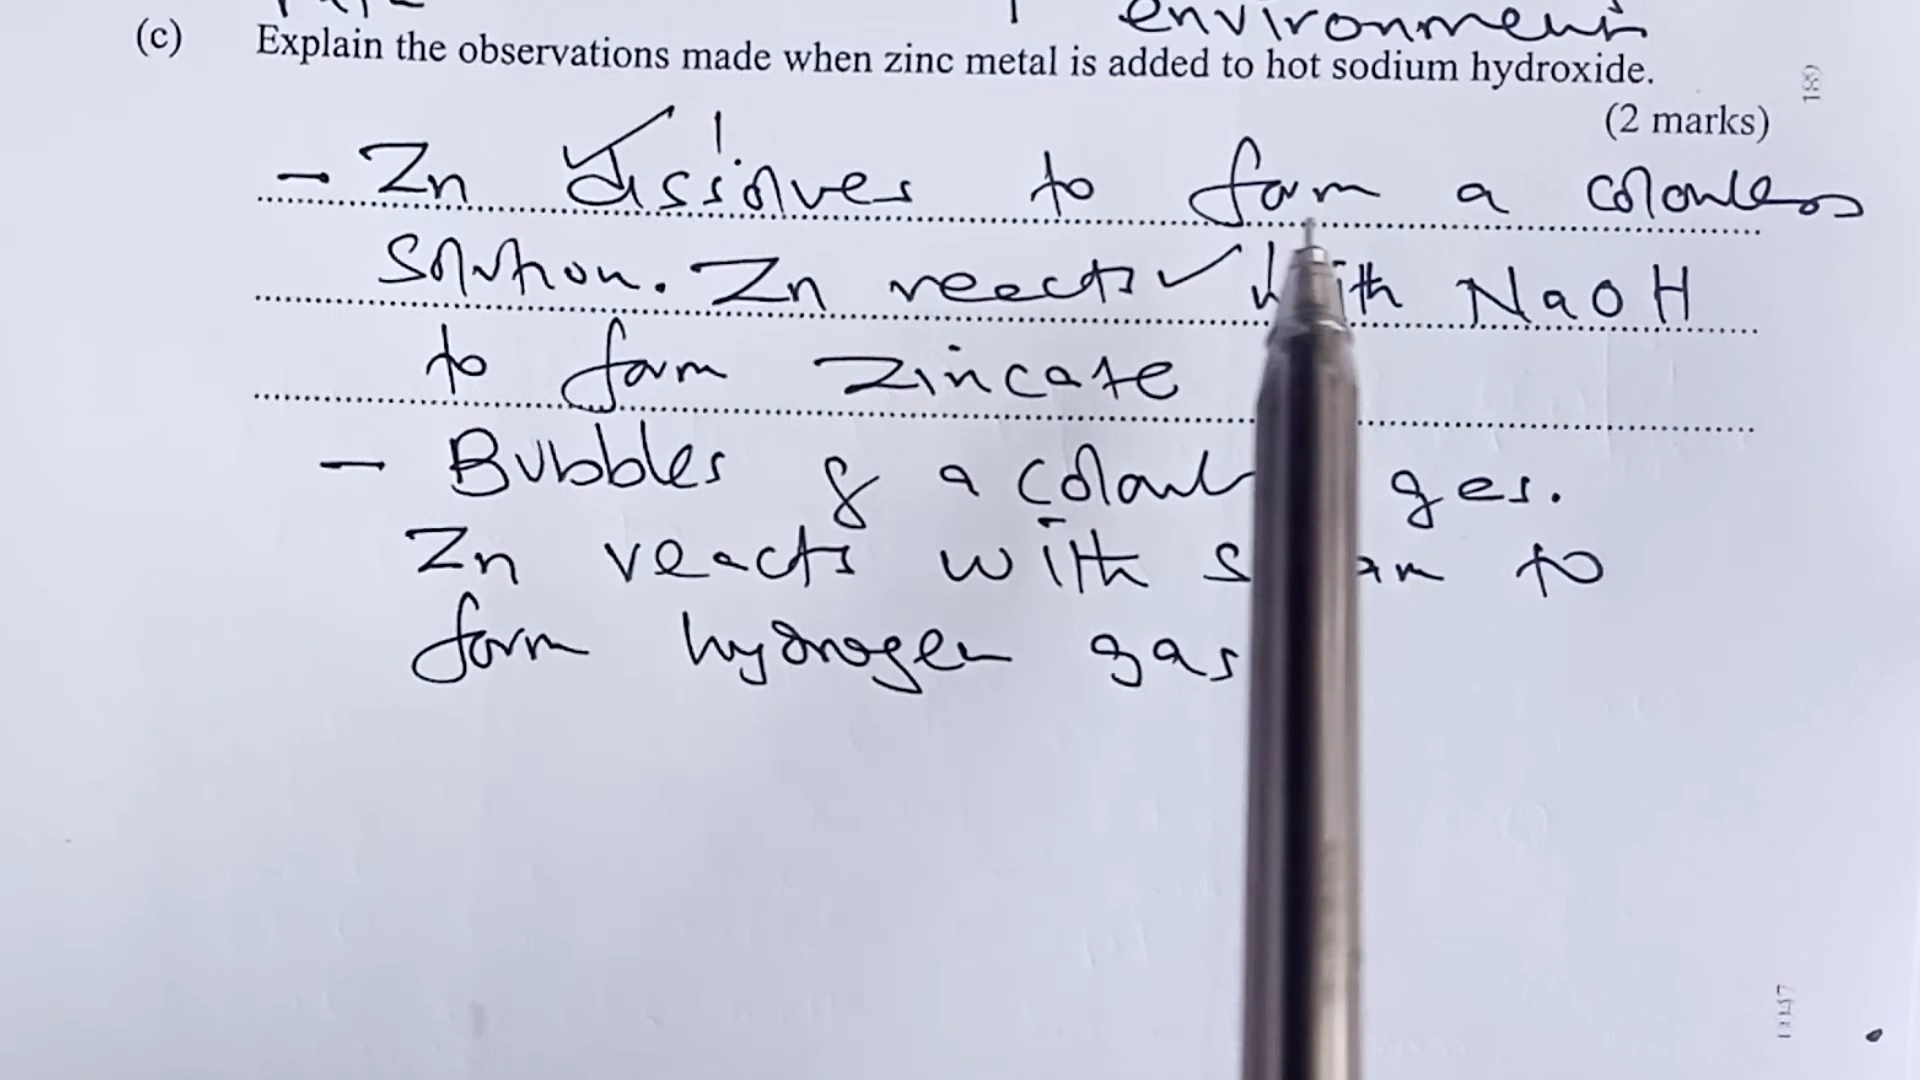 environment
(c) Explain the observations made when zinc metal is added to hot sodium hydroxide.
(2 marks)
- Zn dissolves to form a colourless
solution. Zn reacts with NaOH
to form zincate
- Bubbles of a colourl gas.
Zn reacts with s am to
form hydrogen gas